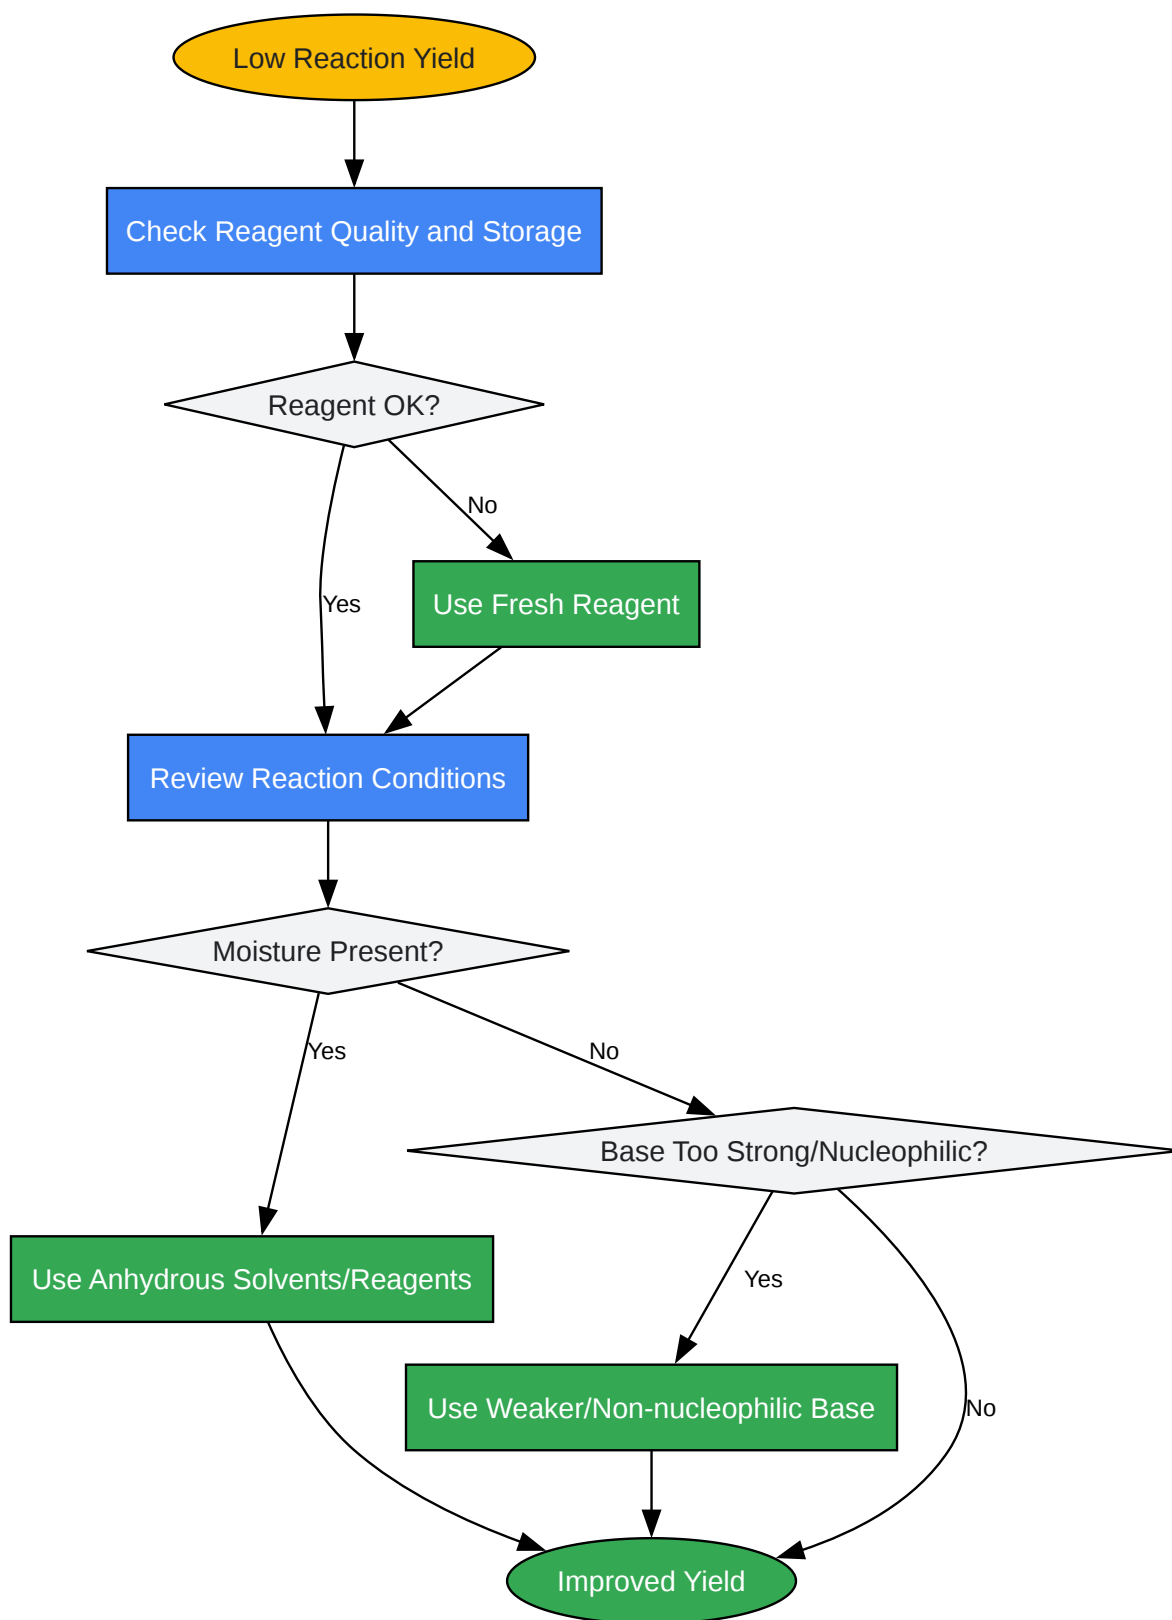 Low Reaction Yield
Check Reagent Quality and Storage
Reagent OK?
No
Use Fresh Reagent
Yes
Review Reaction Conditions
Moisture Present?
Yes
No
Base Too Strong/Nucleophilic?
Use Anhydrous Solvents/Reagents
Yes
Use Weaker/Non-nucleophilic Base
No
Improved Yield